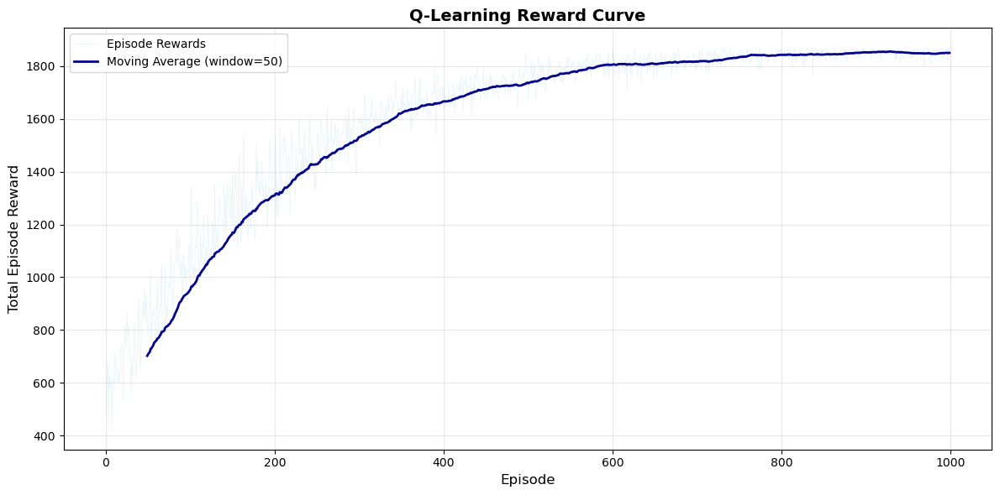 Q-Learning Reward Curve
Episode Rewards
Moving Average (window=50)
Total Episode Reward
1800
1600
1400
1200
1000
800
600
400
0 200 400 600 800 1000
Episode